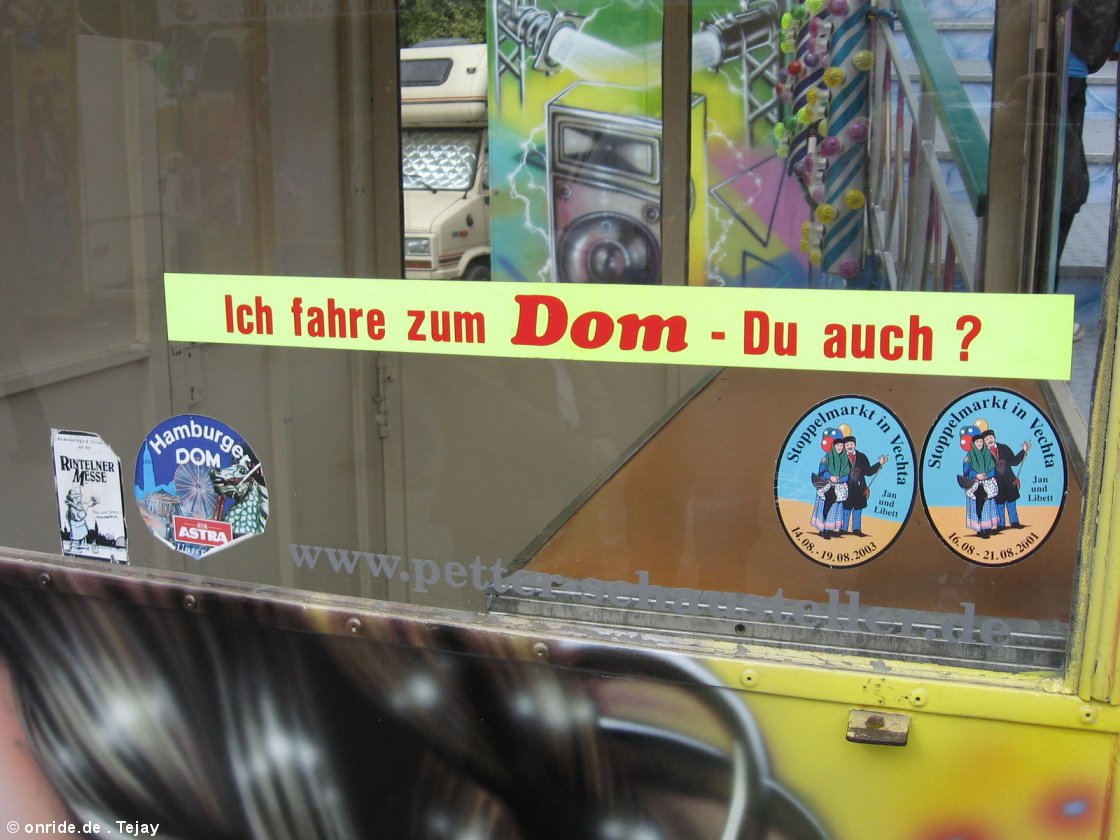 Ich fahre zum Dom - Du auch ?
RINTELNER
MESSE
Hamburger
DOM
ASTRA
Stoppelmarkt in Vechta
Jan
und
Libett
14.08. - 19.08.2003
Stoppelmarkt in Vechta
Jan
und
Libett
16.08 - 21.08.2001
www.petter-schausteller.de
© onride.de . Tejay